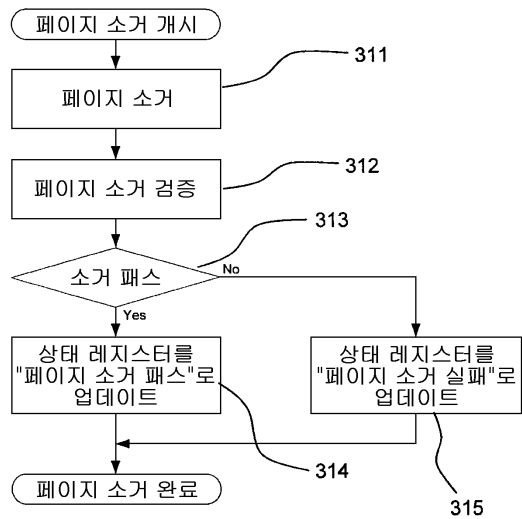 페이지 소거 개시
311
페이지 소거
312
페이지 소거 검증
313
소거 패스
No
Yes
상태 레지스터를
"페이지 소거 패스"로
업데이트
상태 레지스터를
"페이지 소거 실패"로
업데이트
314
페이지 소거 완료
315